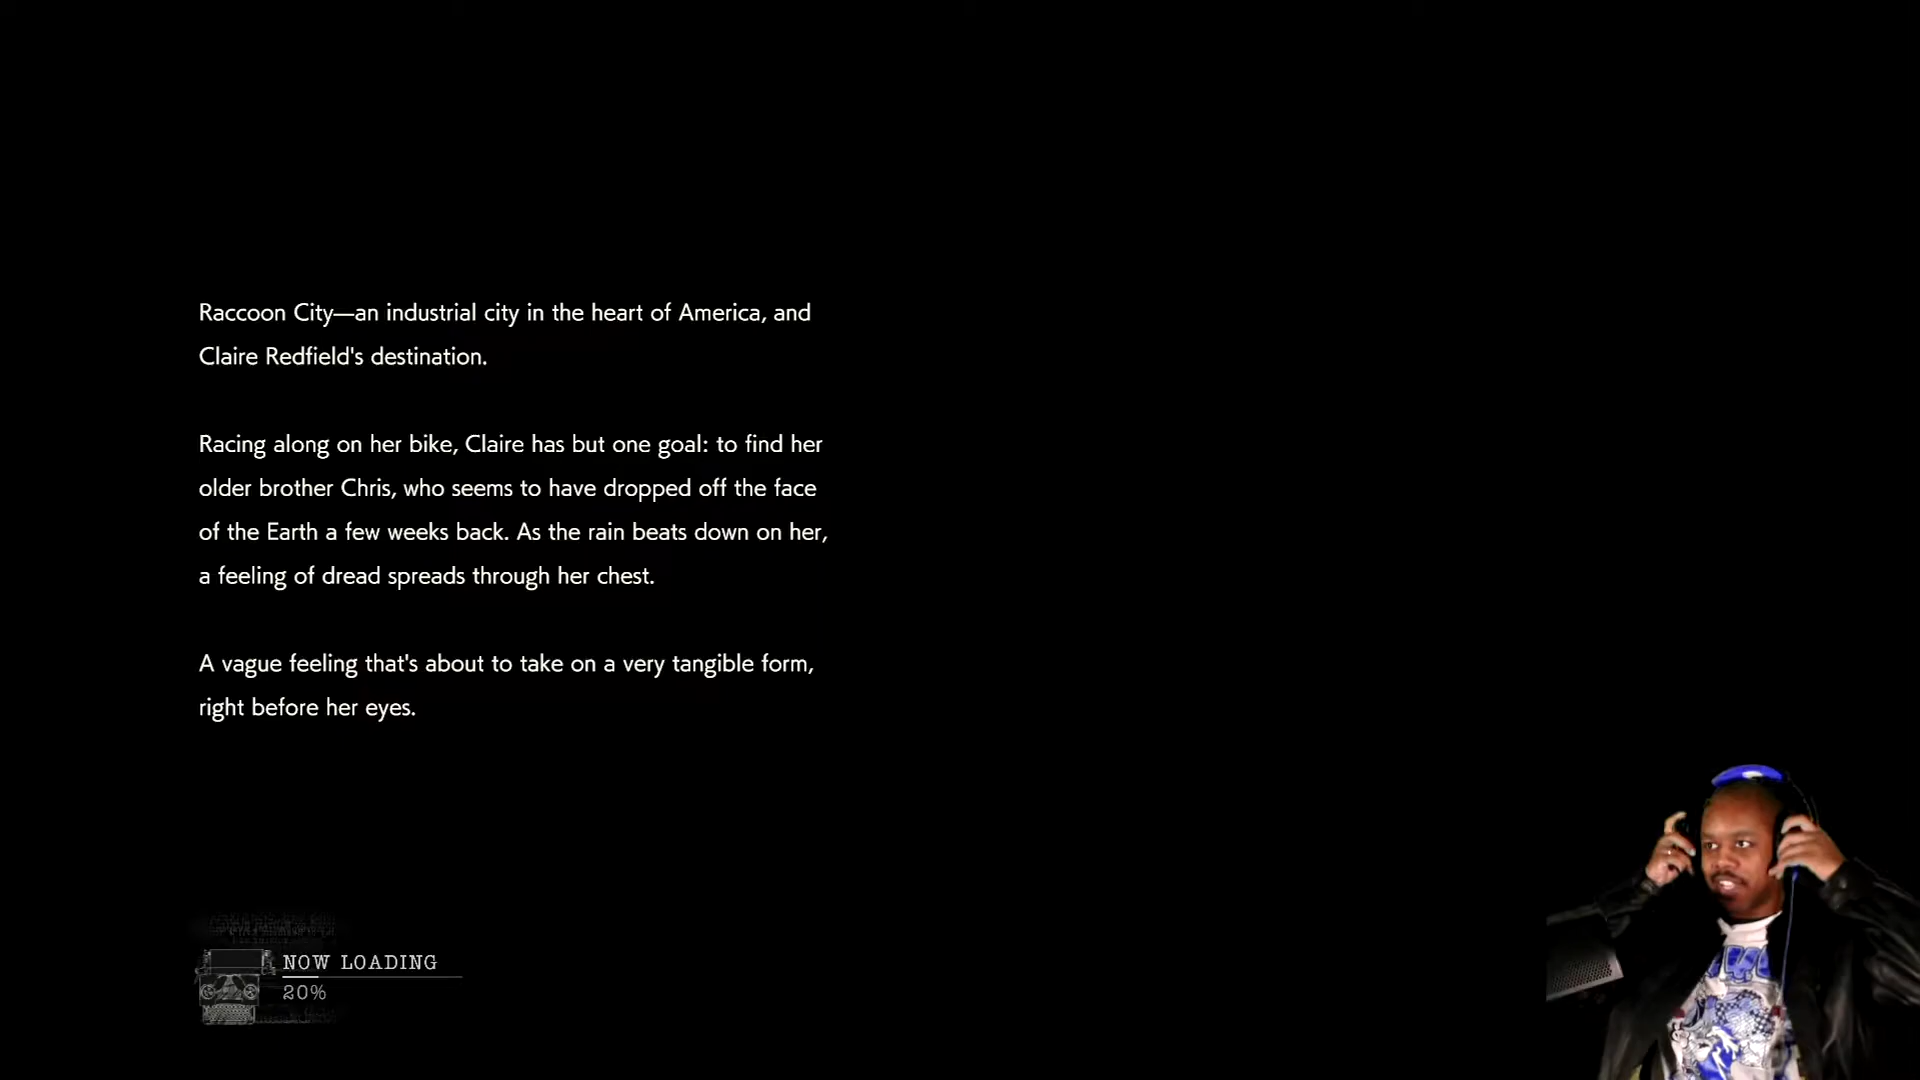 Raccoon City—an industrial city in the heart of America, and
Claire Redfield's destination.
Racing along on her bike, Claire has but one goal: to find her
older brother Chris, who seems to have dropped off the face
of the Earth a few weeks back. As the rain beats down on her,
a feeling of dread spreads through her chest.
A vague feeling that's about to take on a very tangible form,
right before her eyes.
NOW LOADING
20%